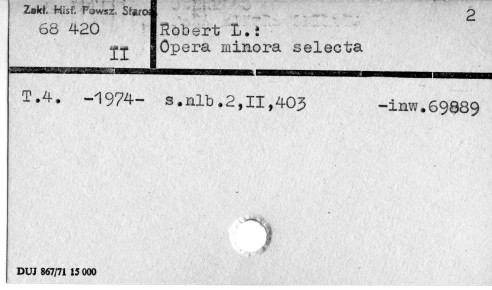 Zakł. Hist. Powsz. Staroż
2
68 420
Robert L.:
II
Opera minora selecta
T.4. -1974- s.nlb.2,II,403 -inw.69889
DUJ 867/71 15 000